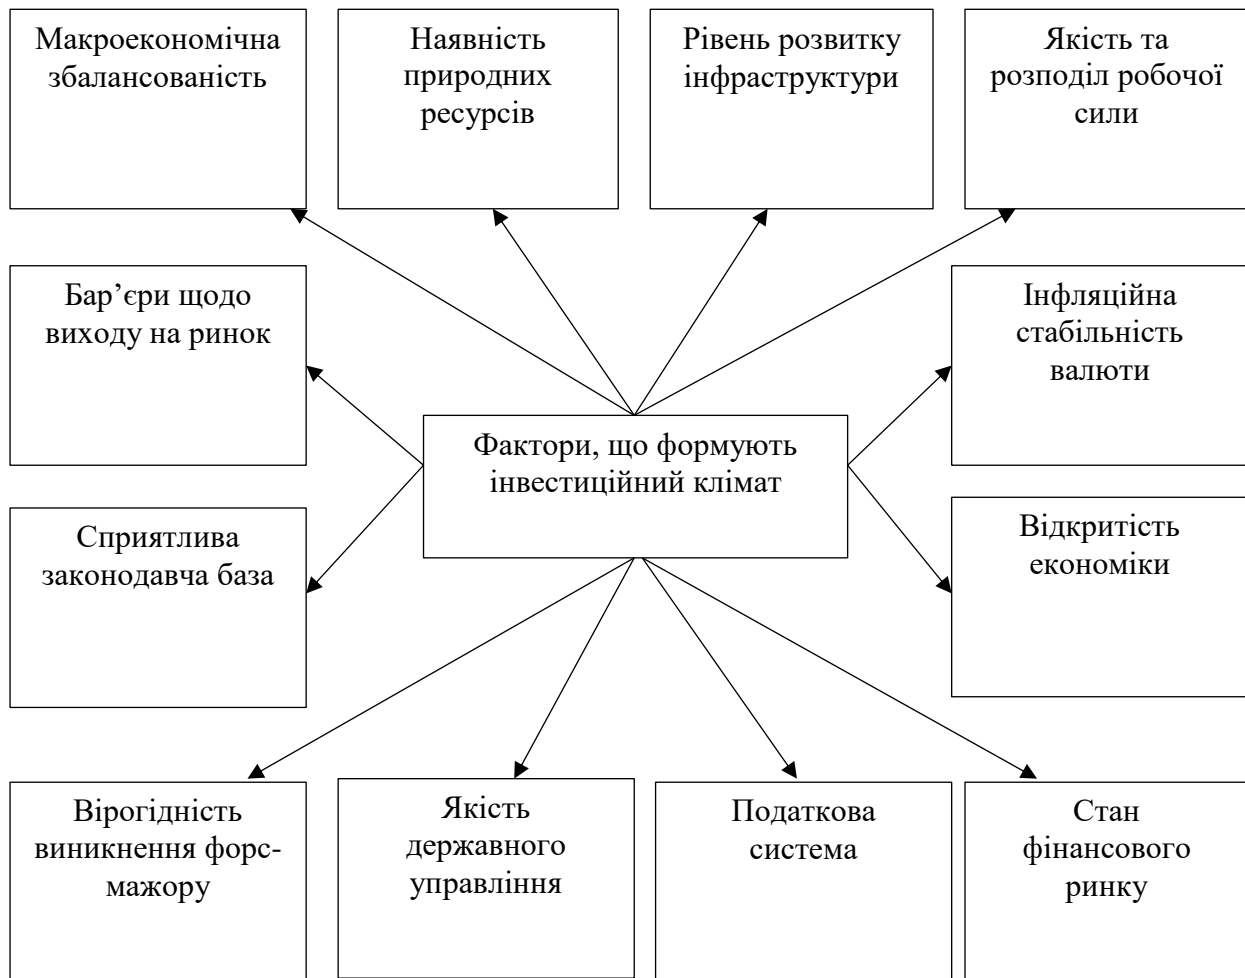 Макроекономічна
збалансованість
Наявність
природних
ресурсів
Рівень розвитку
інфраструктури
Якість та
розподіл робочої
сили
Бар’єри щодо
виходу на ринок
Інфляційна
стабільність
валюти
Фактори, що формують
інвестиційний клімат
Сприятлива
законодавча база
Відкритість
економіки
Вірогідність
виникнення форс-
мажору
Якість
державного
управління
Податкова
система
Стан
фінансового
ринку